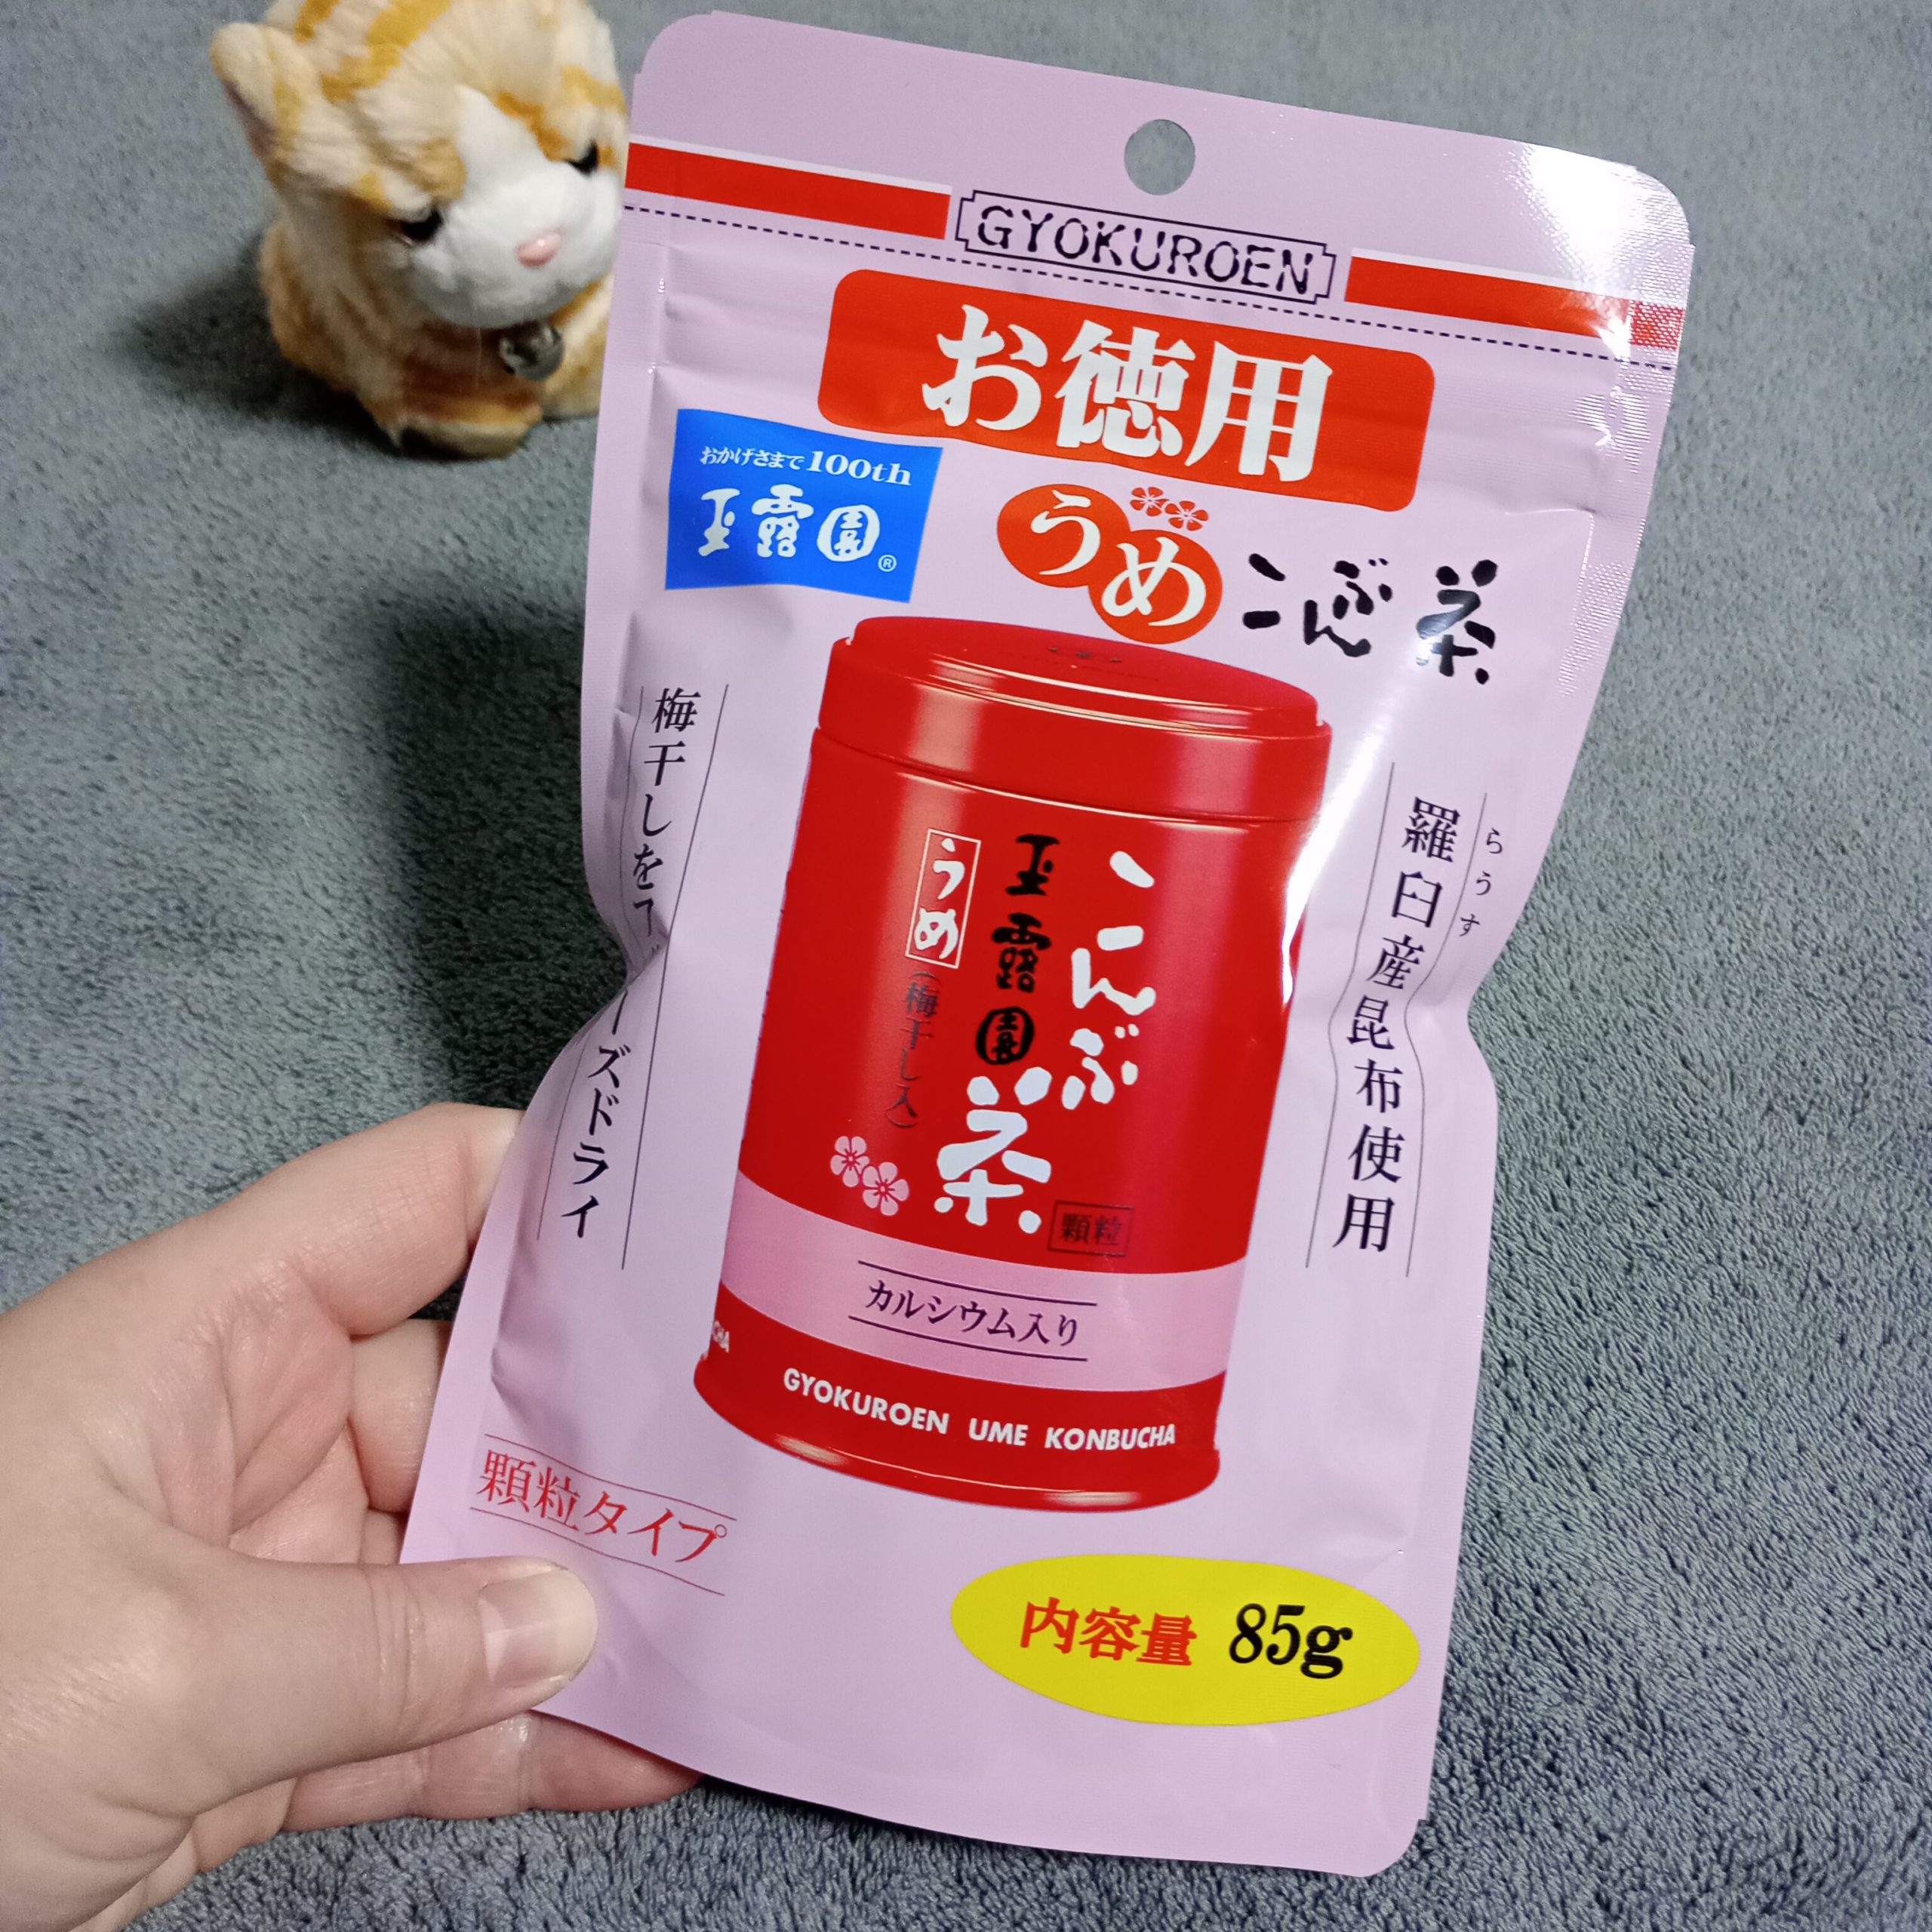 GYOKUROEN
お徳用
おかげさまで100th
玉露園®
うめこんぶ茶
梅干しを
ーズドライ
らうす
羅臼産昆布使用
こんぶ茶
玉露園
うめ
(梅干し入)
顆粒
カルシウム入り
CHA
GYOKUROEN UME KONBUCHA
顆粒タイプ
内容量 85g